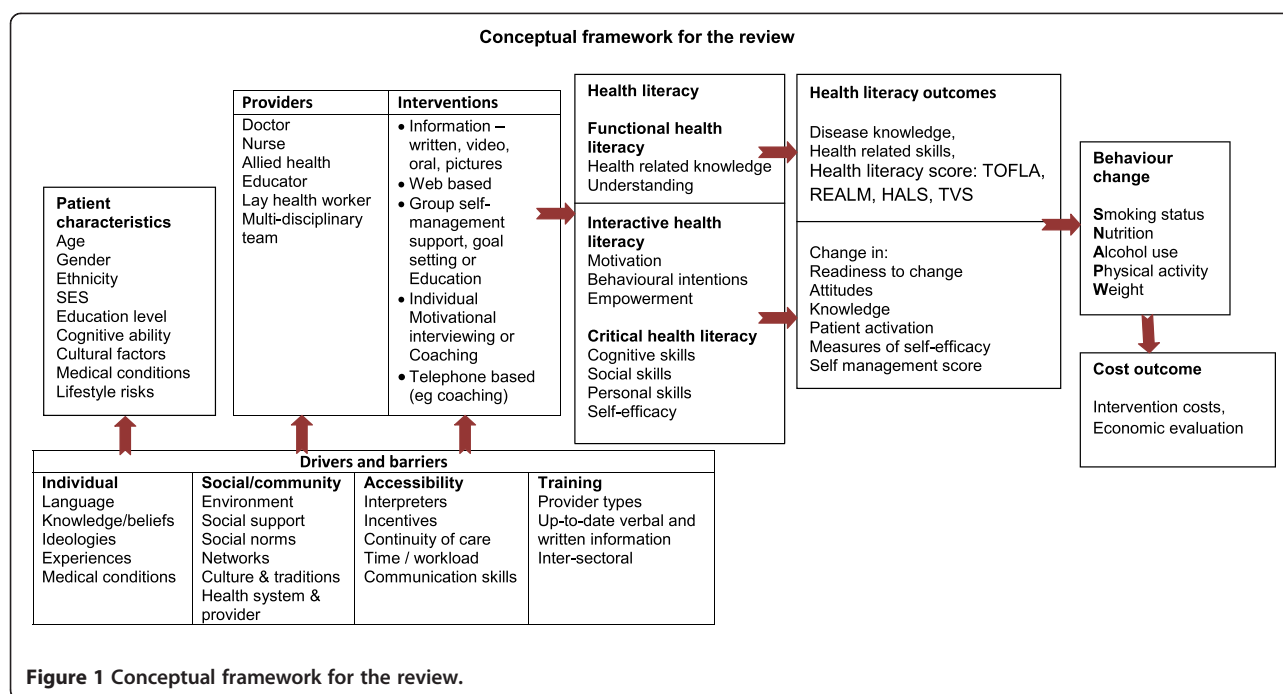 Conceptual framework for the review
Patient
characteristics
Age
Gender
Ethnicity
SES
Education level
Cognitive ability
Cultural factors
Medical conditions
Lifestyle risks
Providers
Doctor
Nurse
Allied health
Educator
Lay health worker
Multi-disciplinary
team
Interventions
• Information –
written, video,
oral, pictures
• Web based
• Group self-
management
support, goal
setting or
Education
• Individual
Motivational
interviewing or
Coaching
• Telephone based
(eg coaching)
Health literacy
Functional health
literacy
Health related knowledge
Understanding
Interactive health
literacy
Motivation
Behavioural intentions
Empowerment
Critical health literacy
Cognitive skills
Social skills
Personal skills
Self-efficacy
Health literacy outcomes
Disease knowledge,
Health related skills,
Health literacy score: TOFLA,
REALM, HALS, TVS
Change in:
Readiness to change
Attitudes
Knowledge
Patient activation
Measures of self-efficacy
Self management score
Behaviour
change
Smoking status
Nutrition
Alcohol use
Physical activity
Weight
Cost outcome
Intervention costs,
Economic evaluation
Drivers and barriers
Individual
Language
Knowledge/beliefs
Ideologies
Experiences
Medical conditions
Social/community
Environment
Social support
Social norms
Networks
Culture & traditions
Health system &
provider
Accessibility
Interpreters
Incentives
Continuity of care
Time / workload
Communication skills
Training
Provider types
Up-to-date verbal and
written information
Inter-sectoral
Figure 1 Conceptual framework for the review.